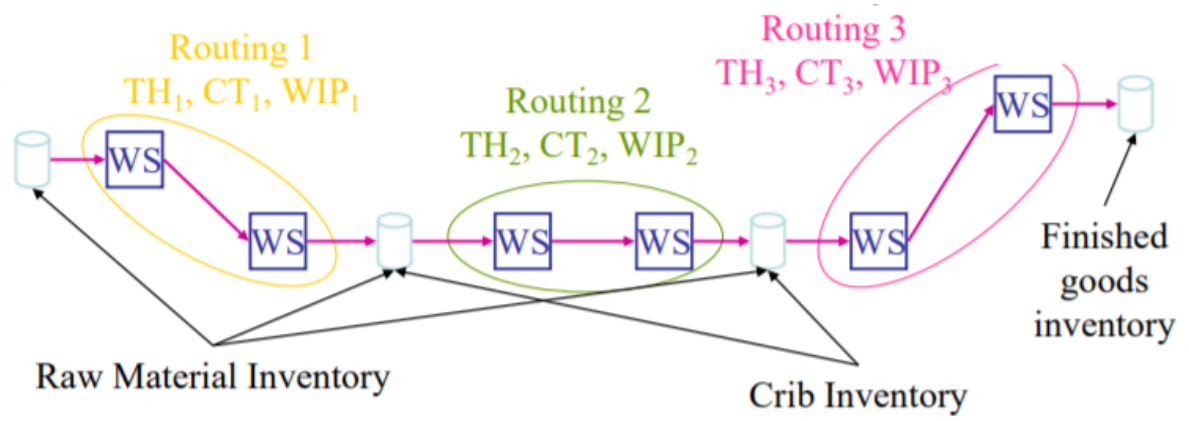 Routing 1
TH₁, CT₁, WIP₁
Routing 2
TH₂, CT₂, WIP₂
Routing 3
TH₃, CT₃, WIP₃
WS
WS
WS
WS
WS
WS
Finished
goods
inventory
Raw Material Inventory
Crib Inventory